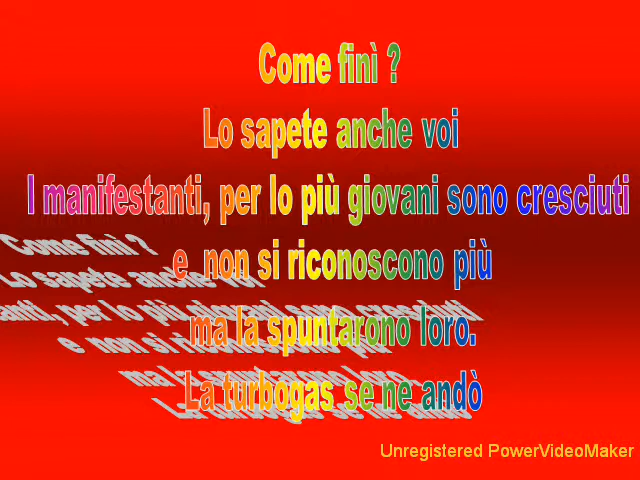 Come finì ?
Lo sapete anche voi
I manifestanti, per lo più giovani sono cresciuti
e non si riconoscono più
ma la spuntarono loro.
La turbogas se ne andò
Unregistered PowerVideoMaker